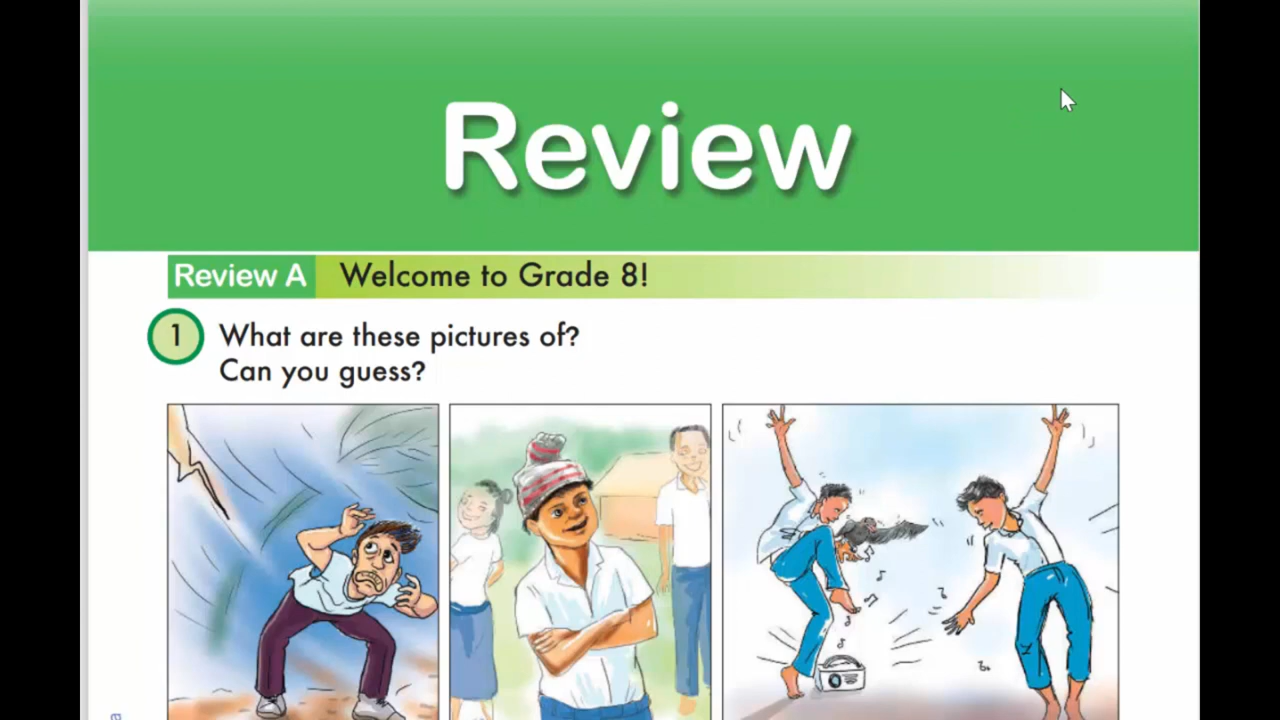 Review
Review A Welcome to Grade 8!
1 What are these pictures of?
Can you guess?